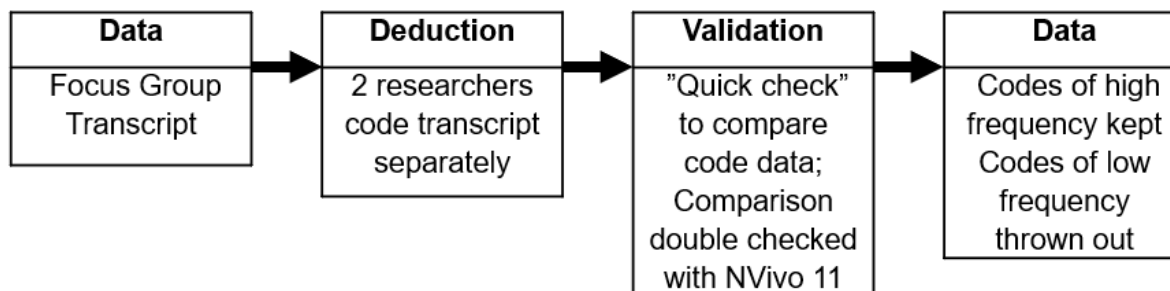 Data
Focus Group
Transcript
Deduction
2 researchers
code transcript
separately
Validation
”Quick check”
to compare
code data;
Comparison
double checked
with NVivo 11
Data
Codes of high
frequency kept
Codes of low
frequency
thrown out